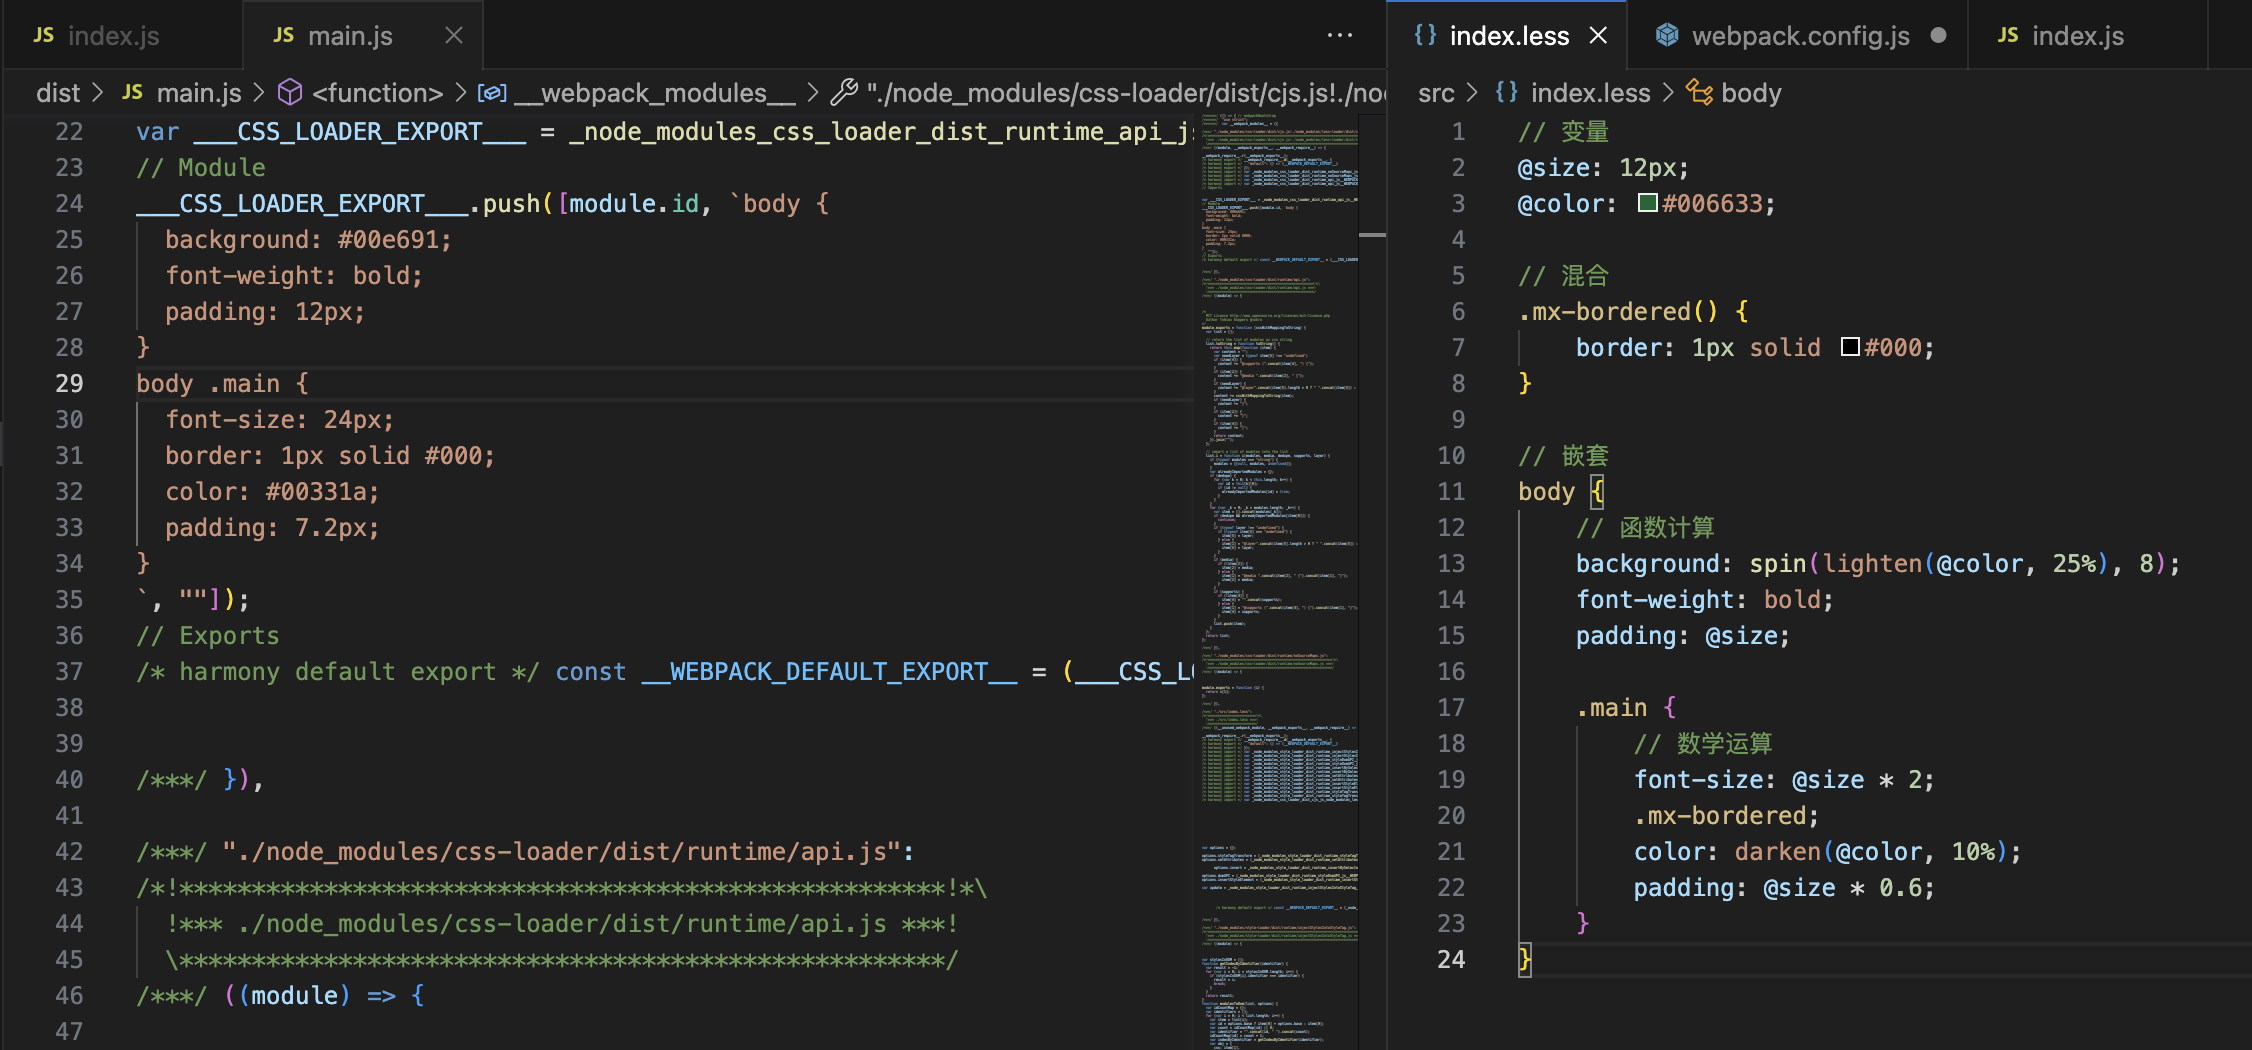 JS index.js
JS main.js
dist > JS main.js > <function> > __webpack_modules__ > "./node_modules/css-loader/dist/cjs.js!./no
22 var ___CSS_LOADER_EXPORT___ = _node_modules_css_loader_dist_runtime_api_js
23 // Module
24 ___CSS_LOADER_EXPORT___.push([module.id, `body {
25   background: #00e691;
26   font-weight: bold;
27   padding: 12px;
28 }
29 body .main {
30   font-size: 24px;
31   border: 1px solid #000;
32   color: #00331a;
33   padding: 7.2px;
34 }
35 `, ""]);
36 // Exports
37 /* harmony default export */ const __WEBPACK_DEFAULT_EXPORT__ = (___CSS_LO
38
39
40 /***/ }),
41
42 /***/ "./node_modules/css-loader/dist/runtime/api.js":
43 /*!*****************************************************!*\
44   !*** ./node_modules/css-loader/dist/runtime/api.js ***!
45   \*****************************************************/
46 /***/ ((module) => {
47
{} index.less
webpack.config.js
JS index.js
src > {} index.less > body
1 // 变量
2 @size: 12px;
3 @color: #006633;
4
5 // 混合
6 .mx-bordered() {
7     border: 1px solid #000;
8 }
9
10 // 嵌套
11 body {
12     // 函数计算
13     background: spin(lighten(@color, 25%), 8);
14     font-weight: bold;
15     padding: @size;
16
17     .main {
18         // 数学运算
19         font-size: @size * 2;
20         .mx-bordered;
21         color: darken(@color, 10%);
22         padding: @size * 0.6;
23     }
24 }